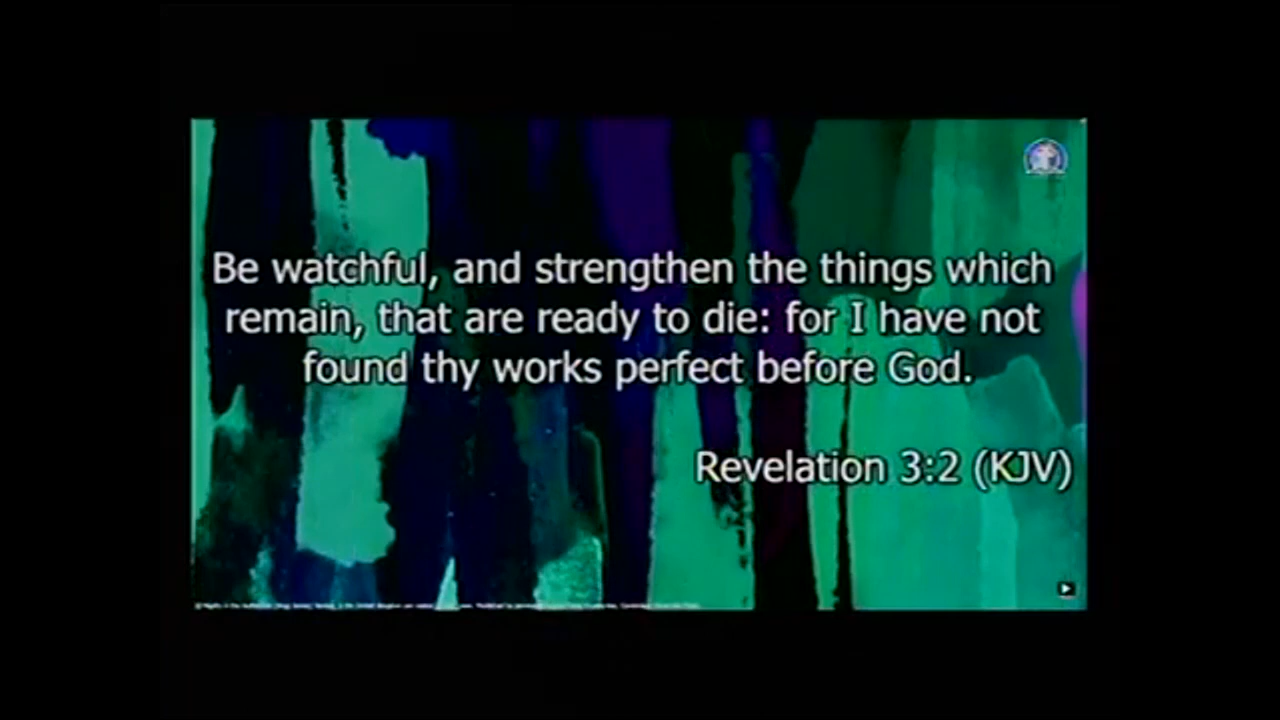 Be watchful, and strengthen the things which
remain, that are ready to die: for I have not
found thy works perfect before God.
Revelation 3:2 (KJV)